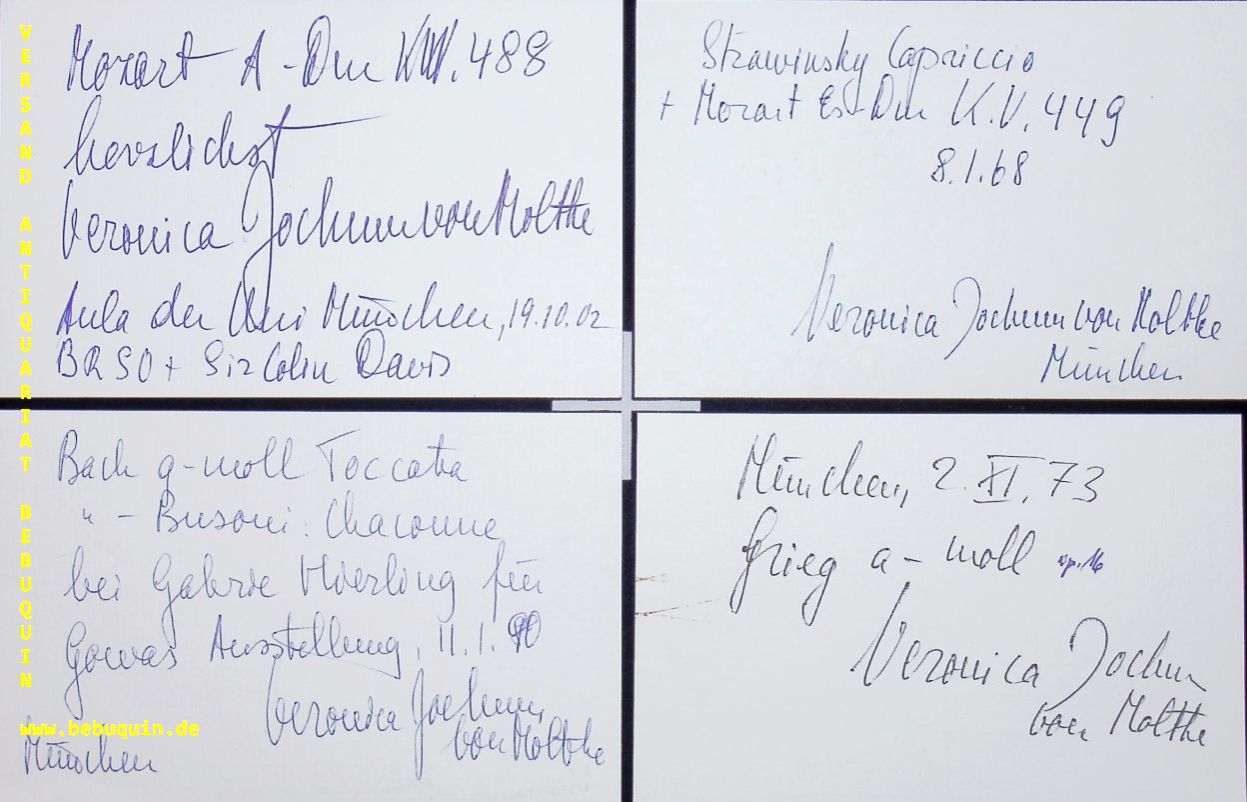 Mozart A-Dur KV. 488
herzlichst
Veronica Jochum von Moltke
Aula der Uni München, 19.10.02
BRSO + Sir Colin Davis
Strawinsky Capriccio
+ Mozart Es-Dur K.V. 449
8.1.68
Veronica Jochum von Moltke
München
Bach g-moll Toccata
" - Busoni: Chaconne
bei Galerie für
Ausstellung, 11.1.90
Veronica Jochum
von Moltke
München
München, 2. XI. 73
Grieg a-moll op. 16
Veronica Jochum
von Moltke
VERSAND ANTIQUARIAT BEBUQUIN
www.bebuquin.de